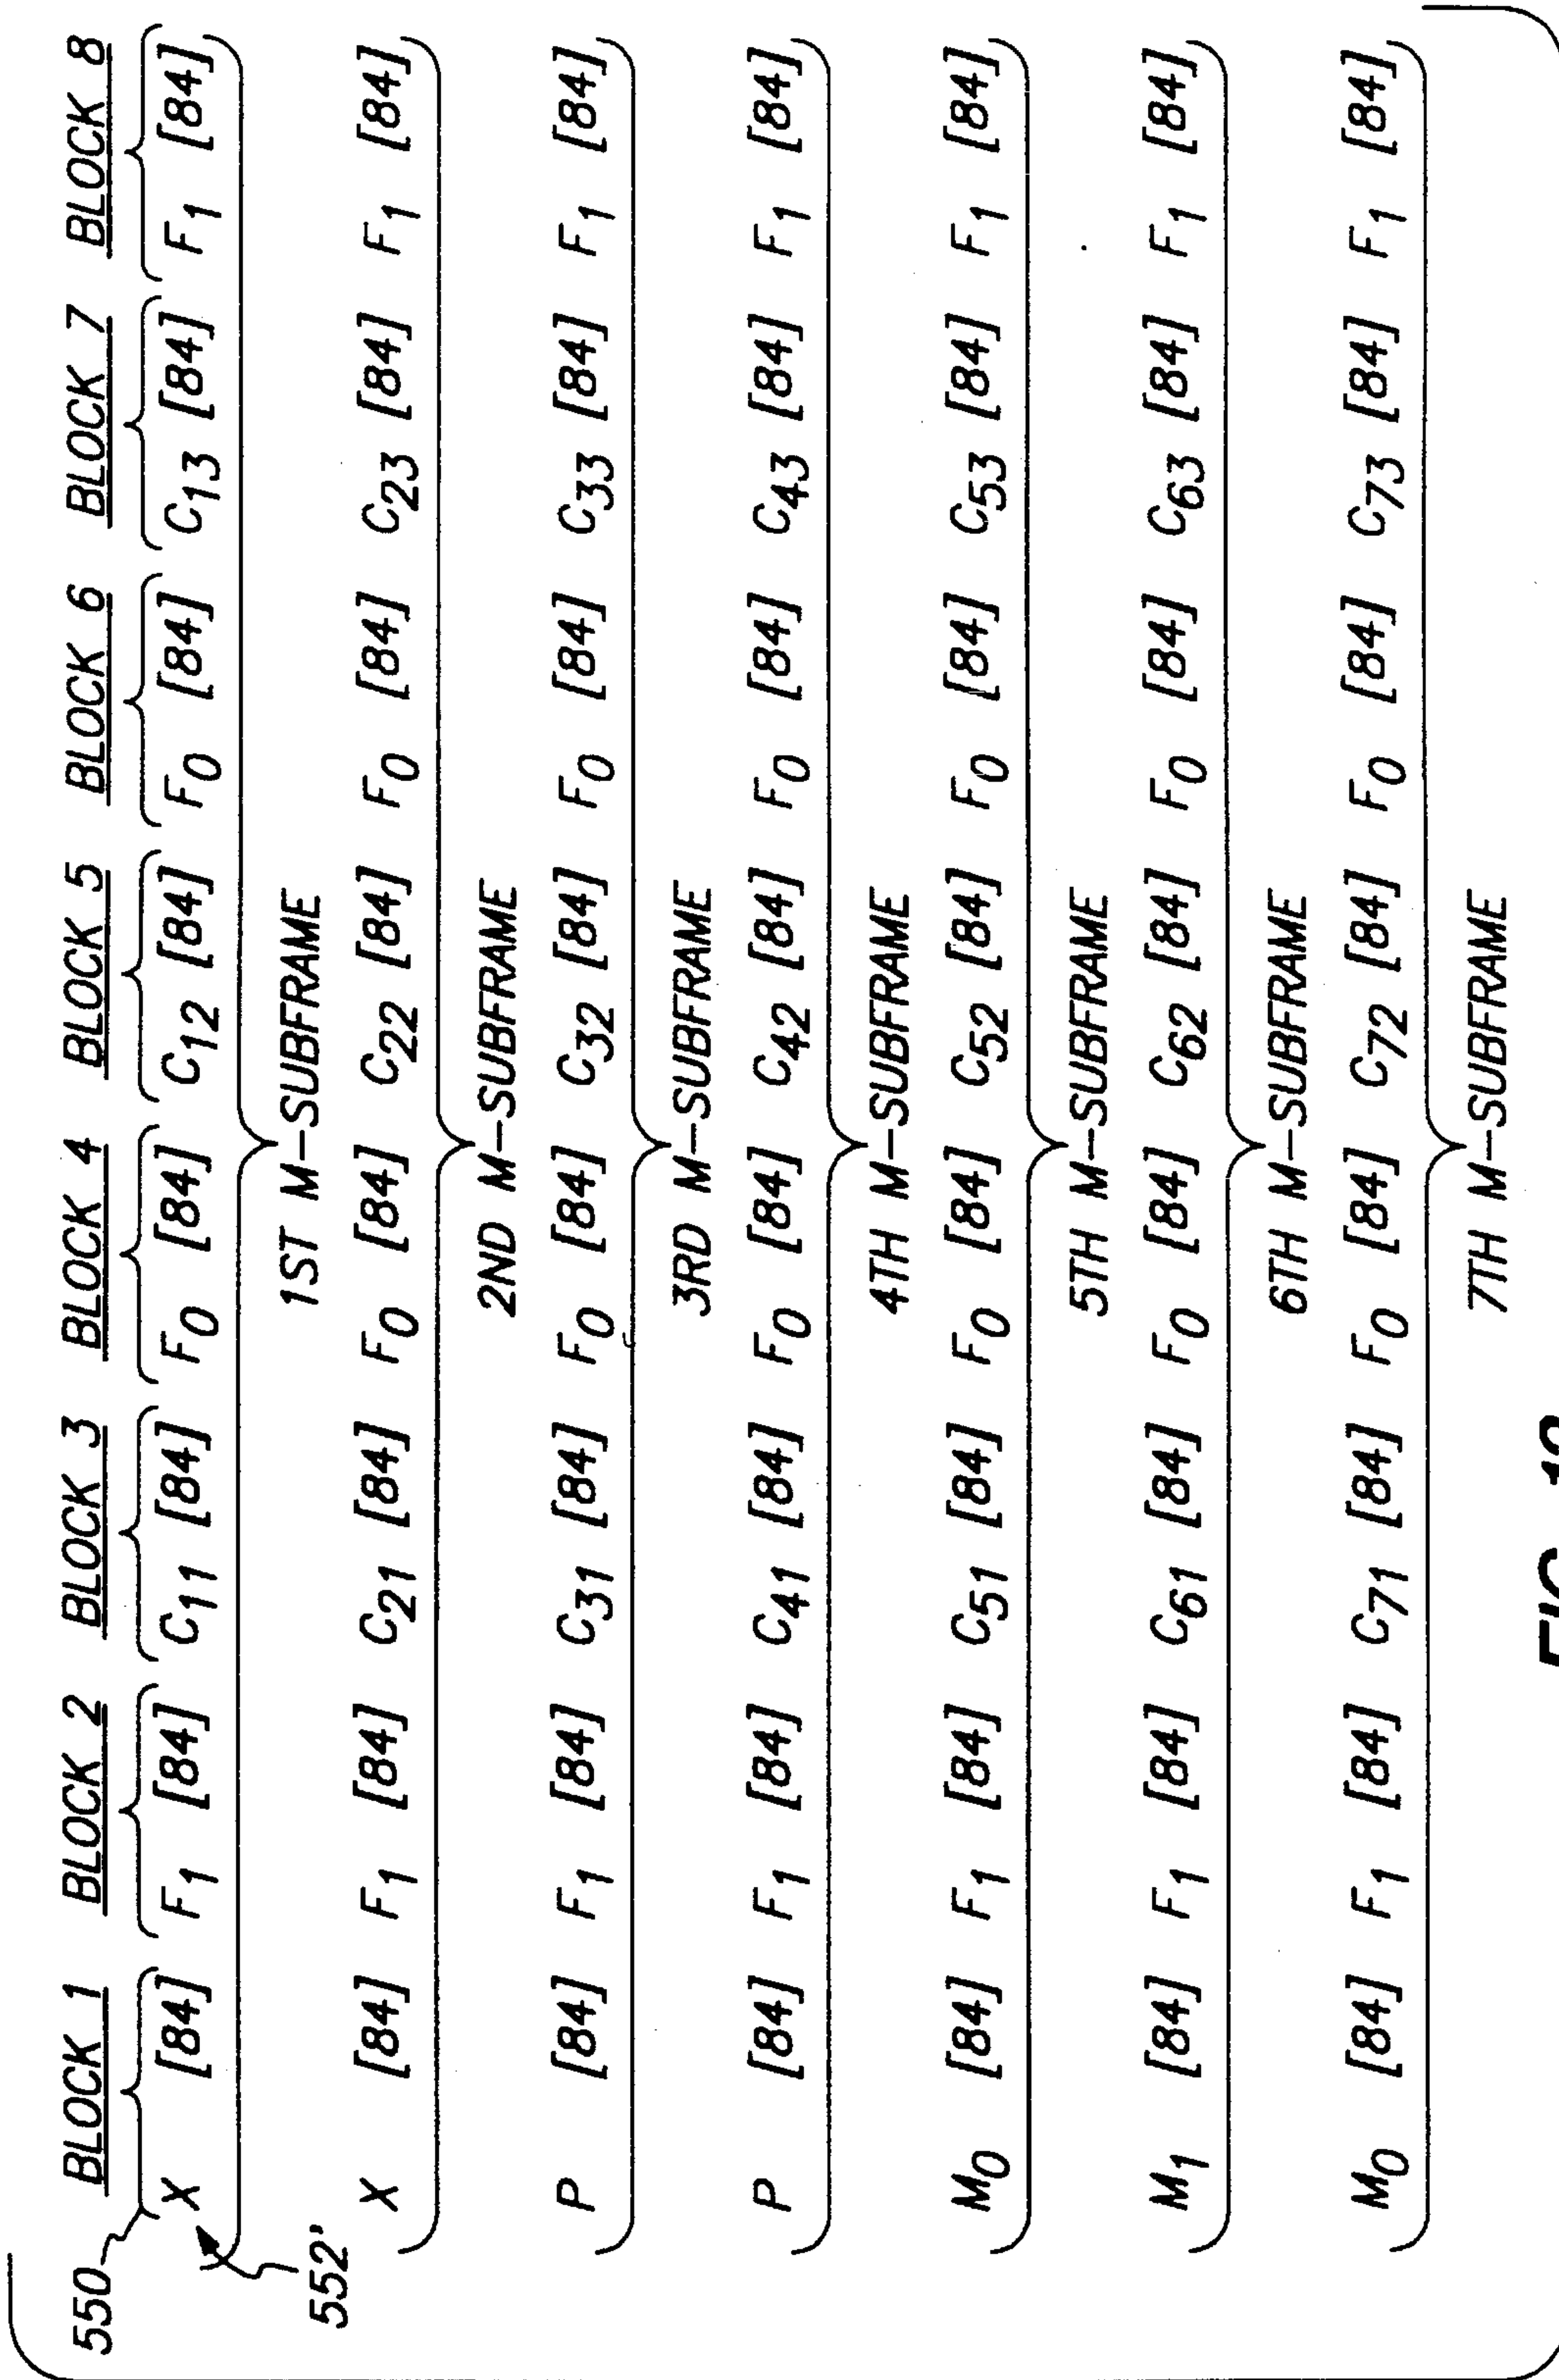 BLOCK 1 BLOCK 2 BLOCK 3 BLOCK 4 BLOCK 5 BLOCK 6 BLOCK 7 BLOCK 8
550
X [84] F1 [84] C11 [84] F0 [84] C12 [84] F0 [84] C13 [84] F1 [84]
552'
1ST M-SUBFRAME
X [84] F1 [84] C21 [84] F0 [84] C22 [84] F0 [84] C23 [84] F1 [84]
2ND M-SUBFRAME
P [84] F1 [84] C31 [84] F0 [84] C32 [84] F0 [84] C33 [84] F1 [84]
3RD M-SUBFRAME
P [84] F1 [84] C41 [84] F0 [84] C42 [84] F0 [84] C43 [84] F1 [84]
4TH M-SUBFRAME
M0 [84] F1 [84] C51 [84] F0 [84] C52 [84] F0 [84] C53 [84] F1 [84]
5TH M-SUBFRAME
M1 [84] F1 [84] C61 [84] F0 [84] C62 [84] F0 [84] C63 [84] F1 [84]
6TH M-SUBFRAME
M0 [84] F1 [84] C71 [84] F0 [84] C72 [84] F0 [84] C73 [84] F1 [84]
7TH M-SUBFRAME
FIG.